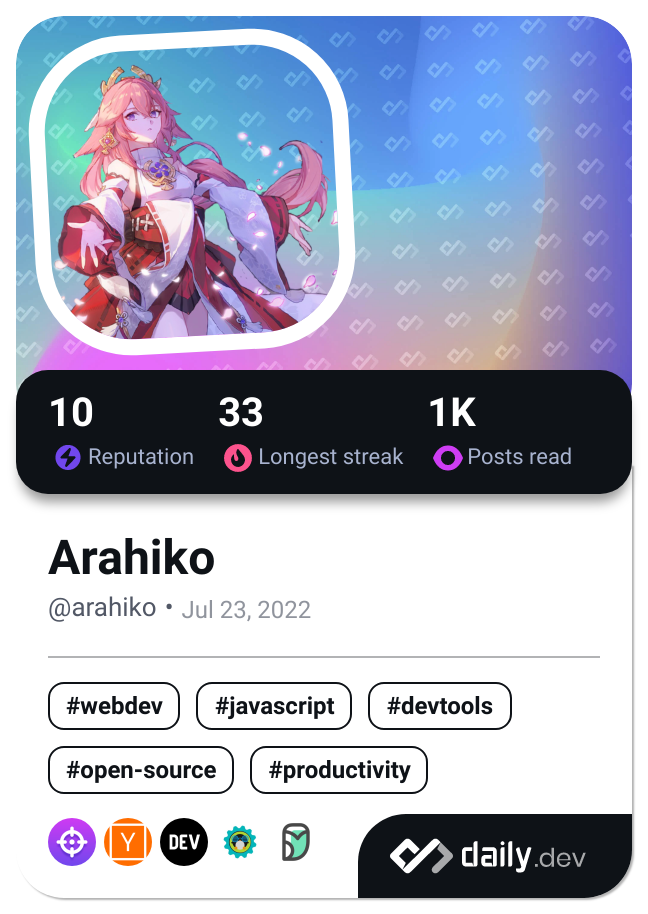 10 33 1K
Reputation Longest streak Posts read
Arahiko
@arahiko • Jul 23, 2022
#webdev #javascript #devtools
#open-source #productivity
Y DEV daily.dev